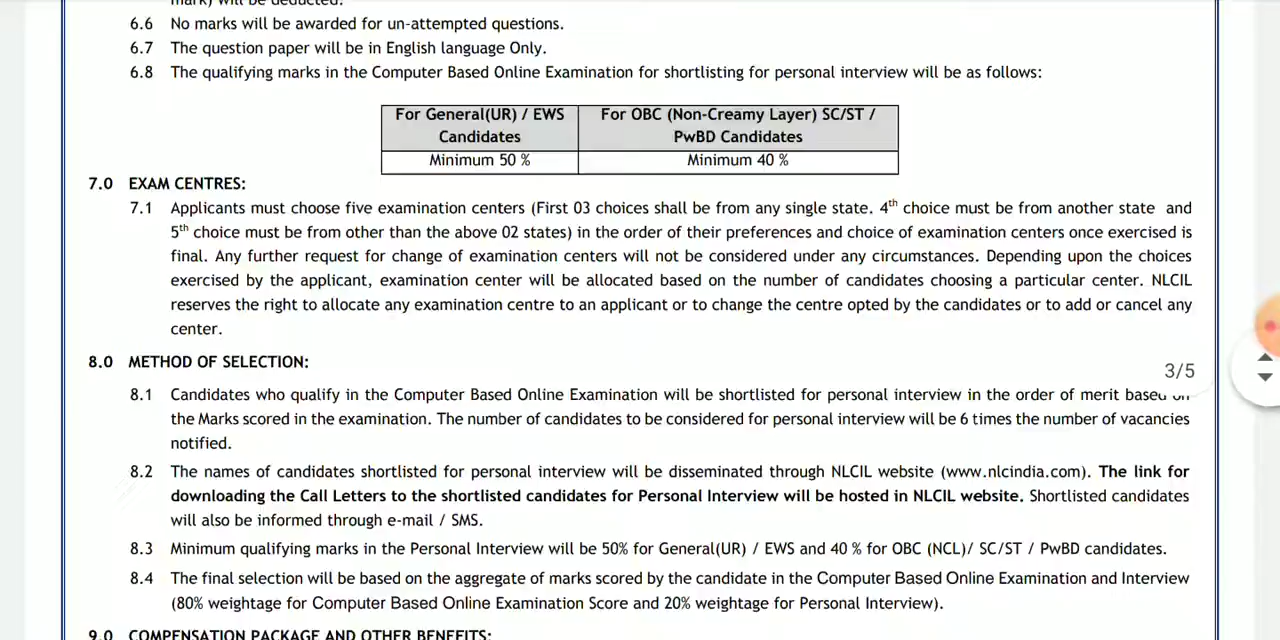 mark) will be deducted.
6.6 No marks will be awarded for un-attempted questions.
6.7 The question paper will be in English language Only.
6.8 The qualifying marks in the Computer Based Online Examination for shortlisting for personal interview will be as follows:
For General(UR) / EWS Candidates
For OBC (Non-Creamy Layer) SC/ST / PwBD Candidates
Minimum 50 %
Minimum 40 %
7.0 EXAM CENTRES:
7.1 Applicants must choose five examination centers (First 03 choices shall be from any single state. 4th choice must be from another state and
5th choice must be from other than the above 02 states) in the order of their preferences and choice of examination centers once exercised is
final. Any further request for change of examination centers will not be considered under any circumstances. Depending upon the choices
exercised by the applicant, examination center will be allocated based on the number of candidates choosing a particular center. NLCIL
reserves the right to allocate any examination centre to an applicant or to change the centre opted by the candidates or to add or cancel any
center.
8.0 METHOD OF SELECTION:
3/5
8.1 Candidates who qualify in the Computer Based Online Examination will be shortlisted for personal interview in the order of merit based on
the Marks scored in the examination. The number of candidates to be considered for personal interview will be 6 times the number of vacancies
notified.
8.2 The names of candidates shortlisted for personal interview will be disseminated through NLCIL website (www.nlcindia.com). The link for
downloading the Call Letters to the shortlisted candidates for Personal Interview will be hosted in NLCIL website. Shortlisted candidates
will also be informed through e-mail / SMS.
8.3 Minimum qualifying marks in the Personal Interview will be 50% for General(UR) / EWS and 40 % for OBC (NCL)/ SC/ST / PwBD candidates.
8.4 The final selection will be based on the aggregate of marks scored by the candidate in the Computer Based Online Examination and Interview
(80% weightage for Computer Based Online Examination Score and 20% weightage for Personal Interview).
9.0 COMPENSATION PACKAGE AND OTHER BENEFITS: